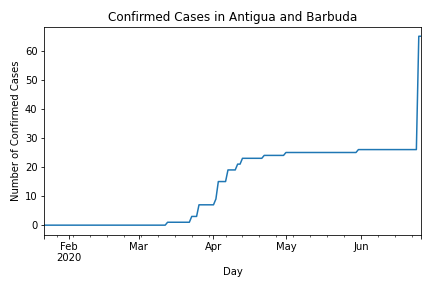 Confirmed Cases in Antigua and Barbuda
Number of Confirmed Cases
60
50
40
30
20
10
0
Feb
2020
Mar
Apr
May
Jun
Day